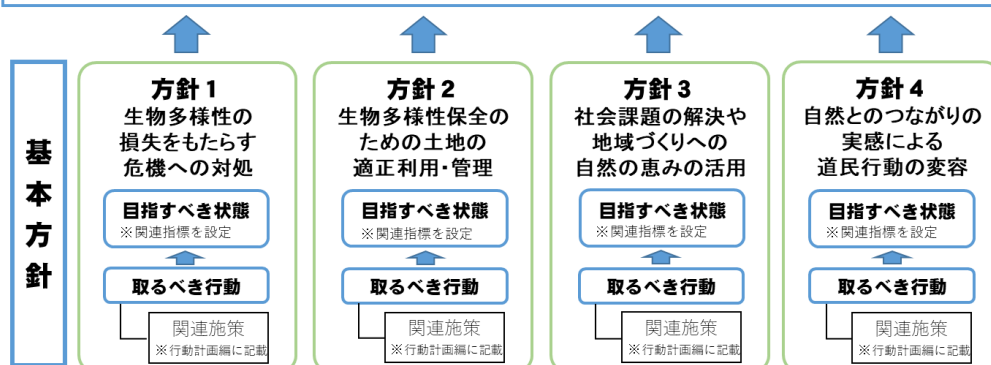 基本方針
方針1
生物多様性の
損失をもたらす
危機への対処
目指すべき状態
※関連指標を設定
取るべき行動
関連施策
※行動計画編に記載
方針2
生物多様性保全の
ための土地の
適正利用・管理
目指すべき状態
※関連指標を設定
取るべき行動
関連施策
※行動計画編に記載
方針3
社会課題の解決や
地域づくりへの
自然の恵みの活用
目指すべき状態
※関連指標を設定
取るべき行動
関連施策
※行動計画編に記載
方針4
自然とのつながりの
実感による
道民行動の変容
目指すべき状態
※関連指標を設定
取るべき行動
関連施策
※行動計画編に記載